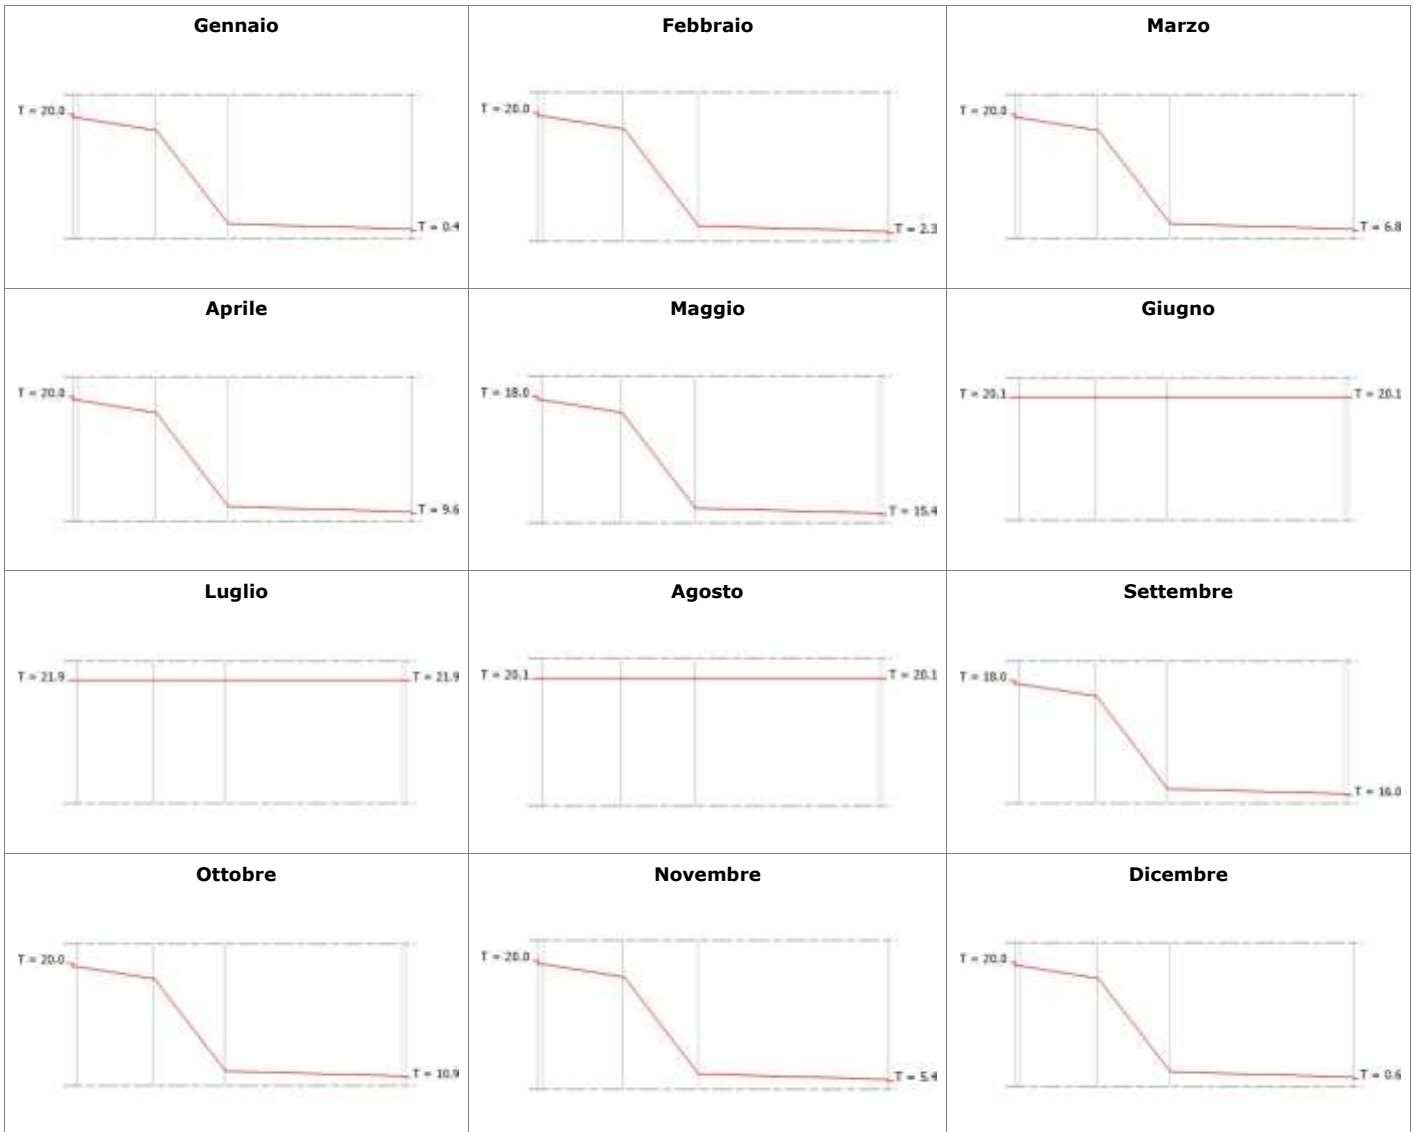 Gennaio
T = 20.0
T = 0.4
Febbraio
T = 20.0
T = 2.3
Marzo
T = 20.0
T = 6.8
Aprile
T = 20.0
T = 9.6
Maggio
T = 18.0
T = 15.4
Giugno
T = 20.1
T = 20.1
Luglio
T = 21.9
T = 21.9
Agosto
T = 20.1
T = 20.1
Settembre
T = 18.0
T = 16.0
Ottobre
T = 20.0
T = 10.9
Novembre
T = 20.0
T = 5.4
Dicembre
T = 20.0
T = 0.6